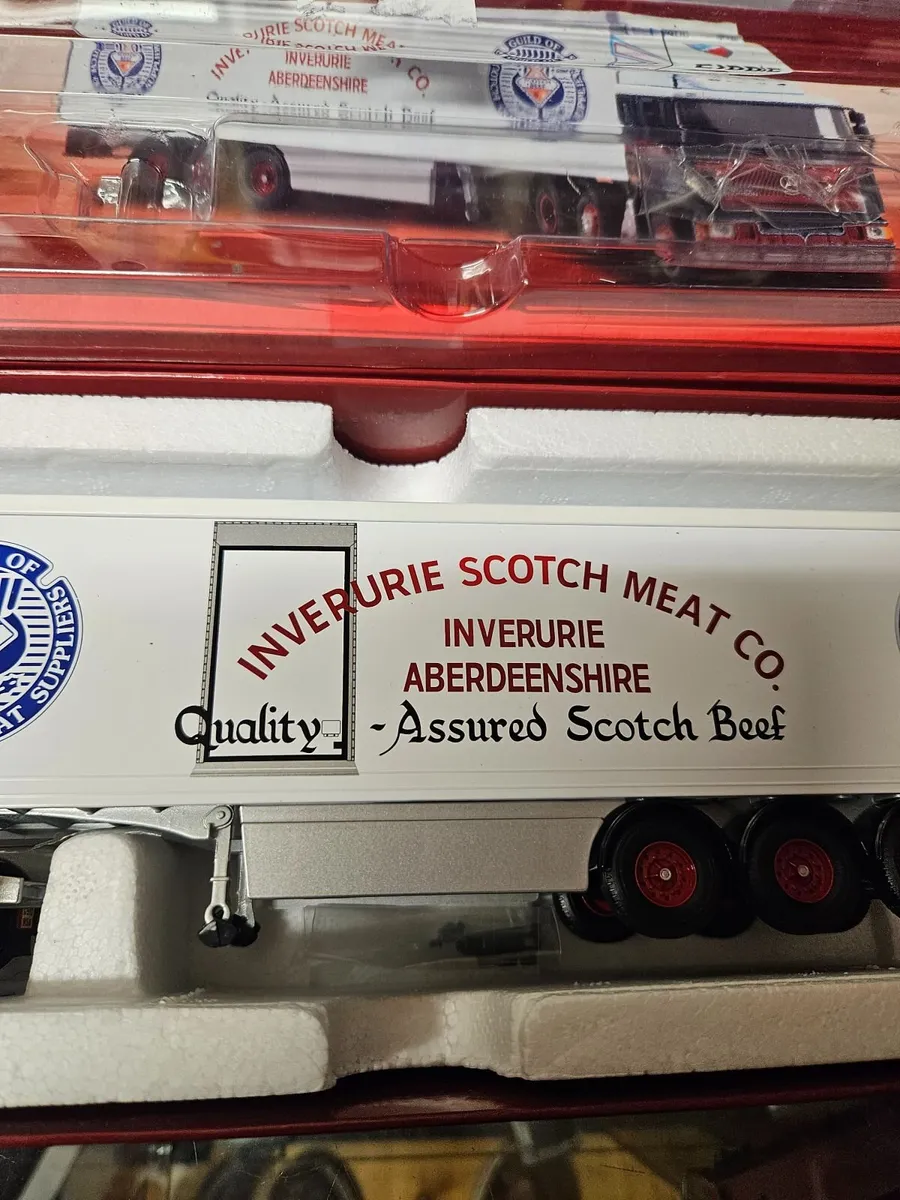 INVERURIE SCOTCH MEAT CO.
INVERURIE
ABERDEENSHIRE
Quality Assured Scotch Beef
GUILD OF
OF
SUPPLIERS
INVERURIE SCOTCH MEAT CO.
INVERURIE
ABERDEENSHIRE
Quality -Assured Scotch Beef